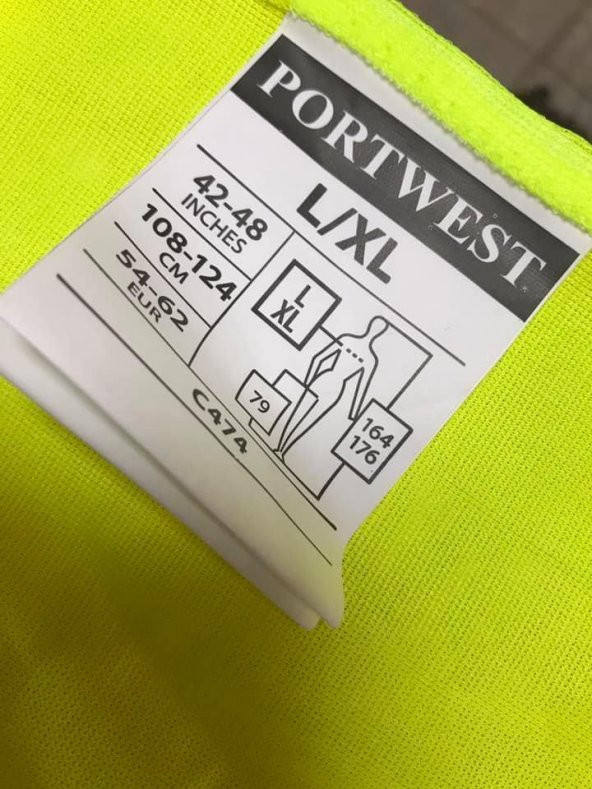 PORTWEST
L/XL
42-48
INCHES
108-124
CM
54-62
EUR
L
XL
79
164
176
C474